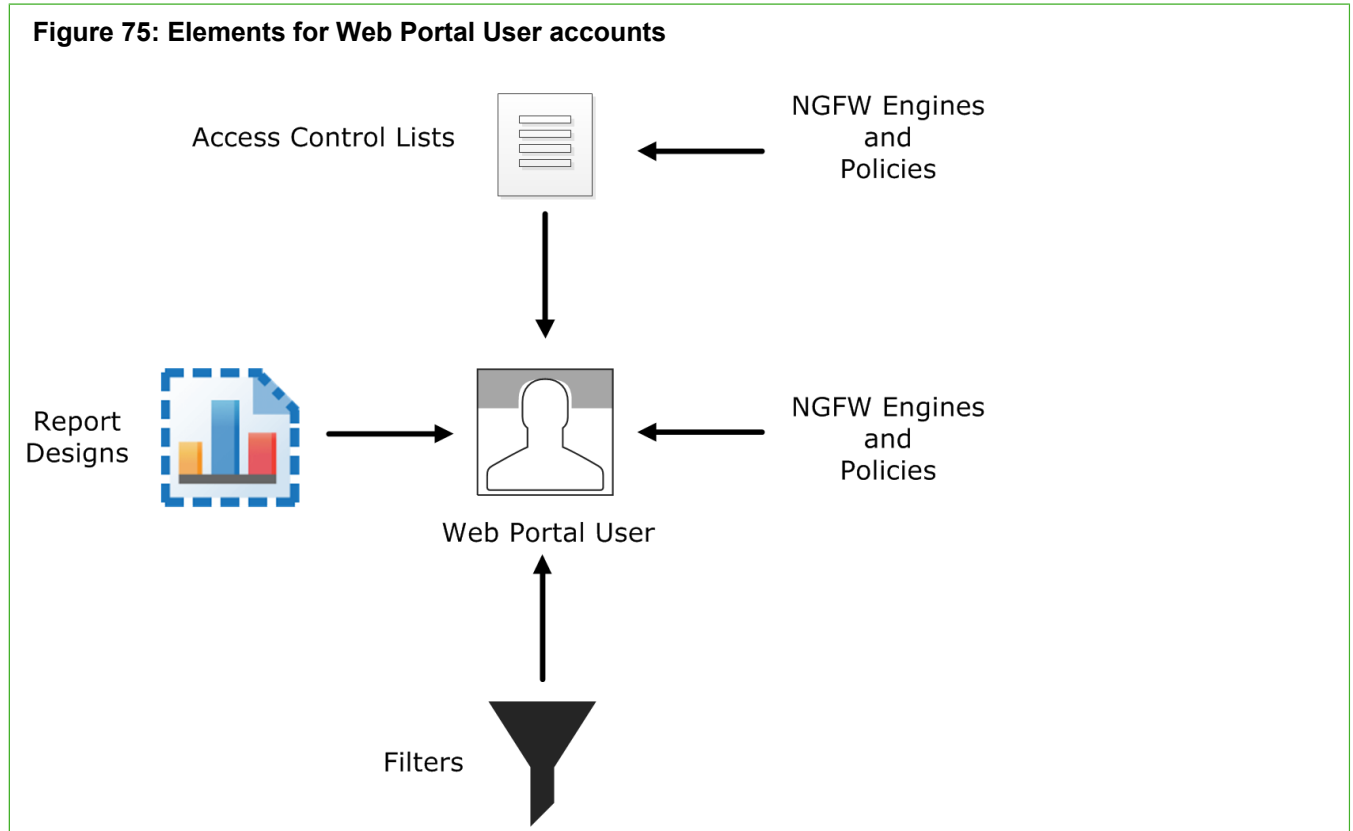 Figure 75: Elements for Web Portal User accounts
Access Control Lists
NGFW Engines
and
Policies
Report
Designs
NGFW Engines
and
Policies
Web Portal User
Filters